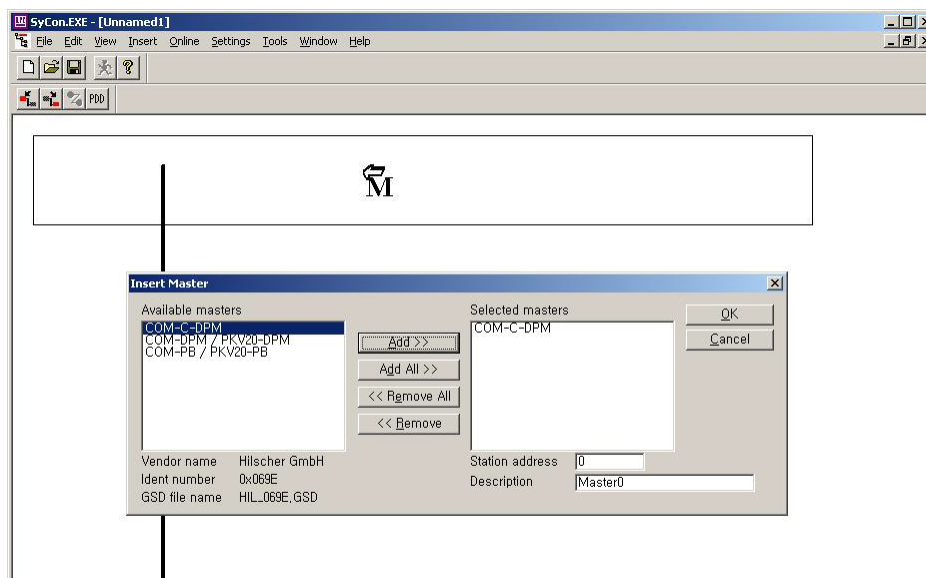 SyCon.EXE - [Unnamed1]
File Edit View Insert Online Settings Tools Window Help
PDD
M
Insert Master
Available masters
COM-C-DPM
COM-DPM / PKV20-DPM
COM-PB / PKV20-PB
Add >>
Add All >>
<< Remove All
<< Remove
Selected masters
COM-C-DPM
OK
Cancel
Vendor name Hilscher GmbH
Ident number 0x069E
GSD file name HIL_069E.GSD
Station address 0
Description Master0